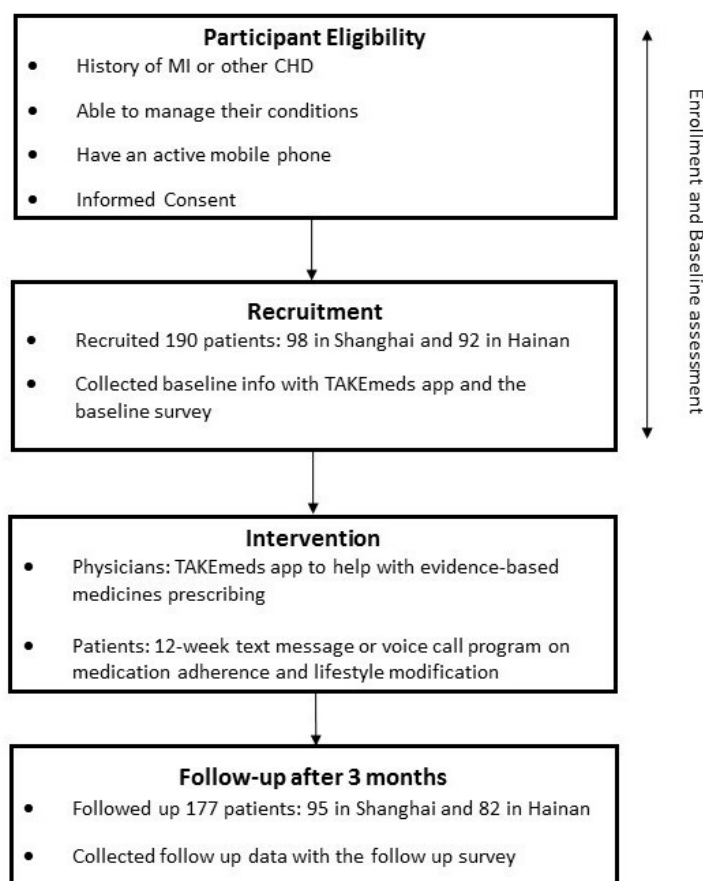 Participant Eligibility
• History of MI or other CHD
• Able to manage their conditions
• Have an active mobile phone
• Informed Consent
Enrollment and Baseline assessment
Recruitment
• Recruited 190 patients: 98 in Shanghai and 92 in Hainan
• Collected baseline info with TAKEmeds app and the
baseline survey
Intervention
• Physicians: TAKEmeds app to help with evidence-based
medicines prescribing
• Patients: 12-week text message or voice call program on
medication adherence and lifestyle modification
Follow-up after 3 months
• Followed up 177 patients: 95 in Shanghai and 82 in Hainan
• Collected follow up data with the follow up survey